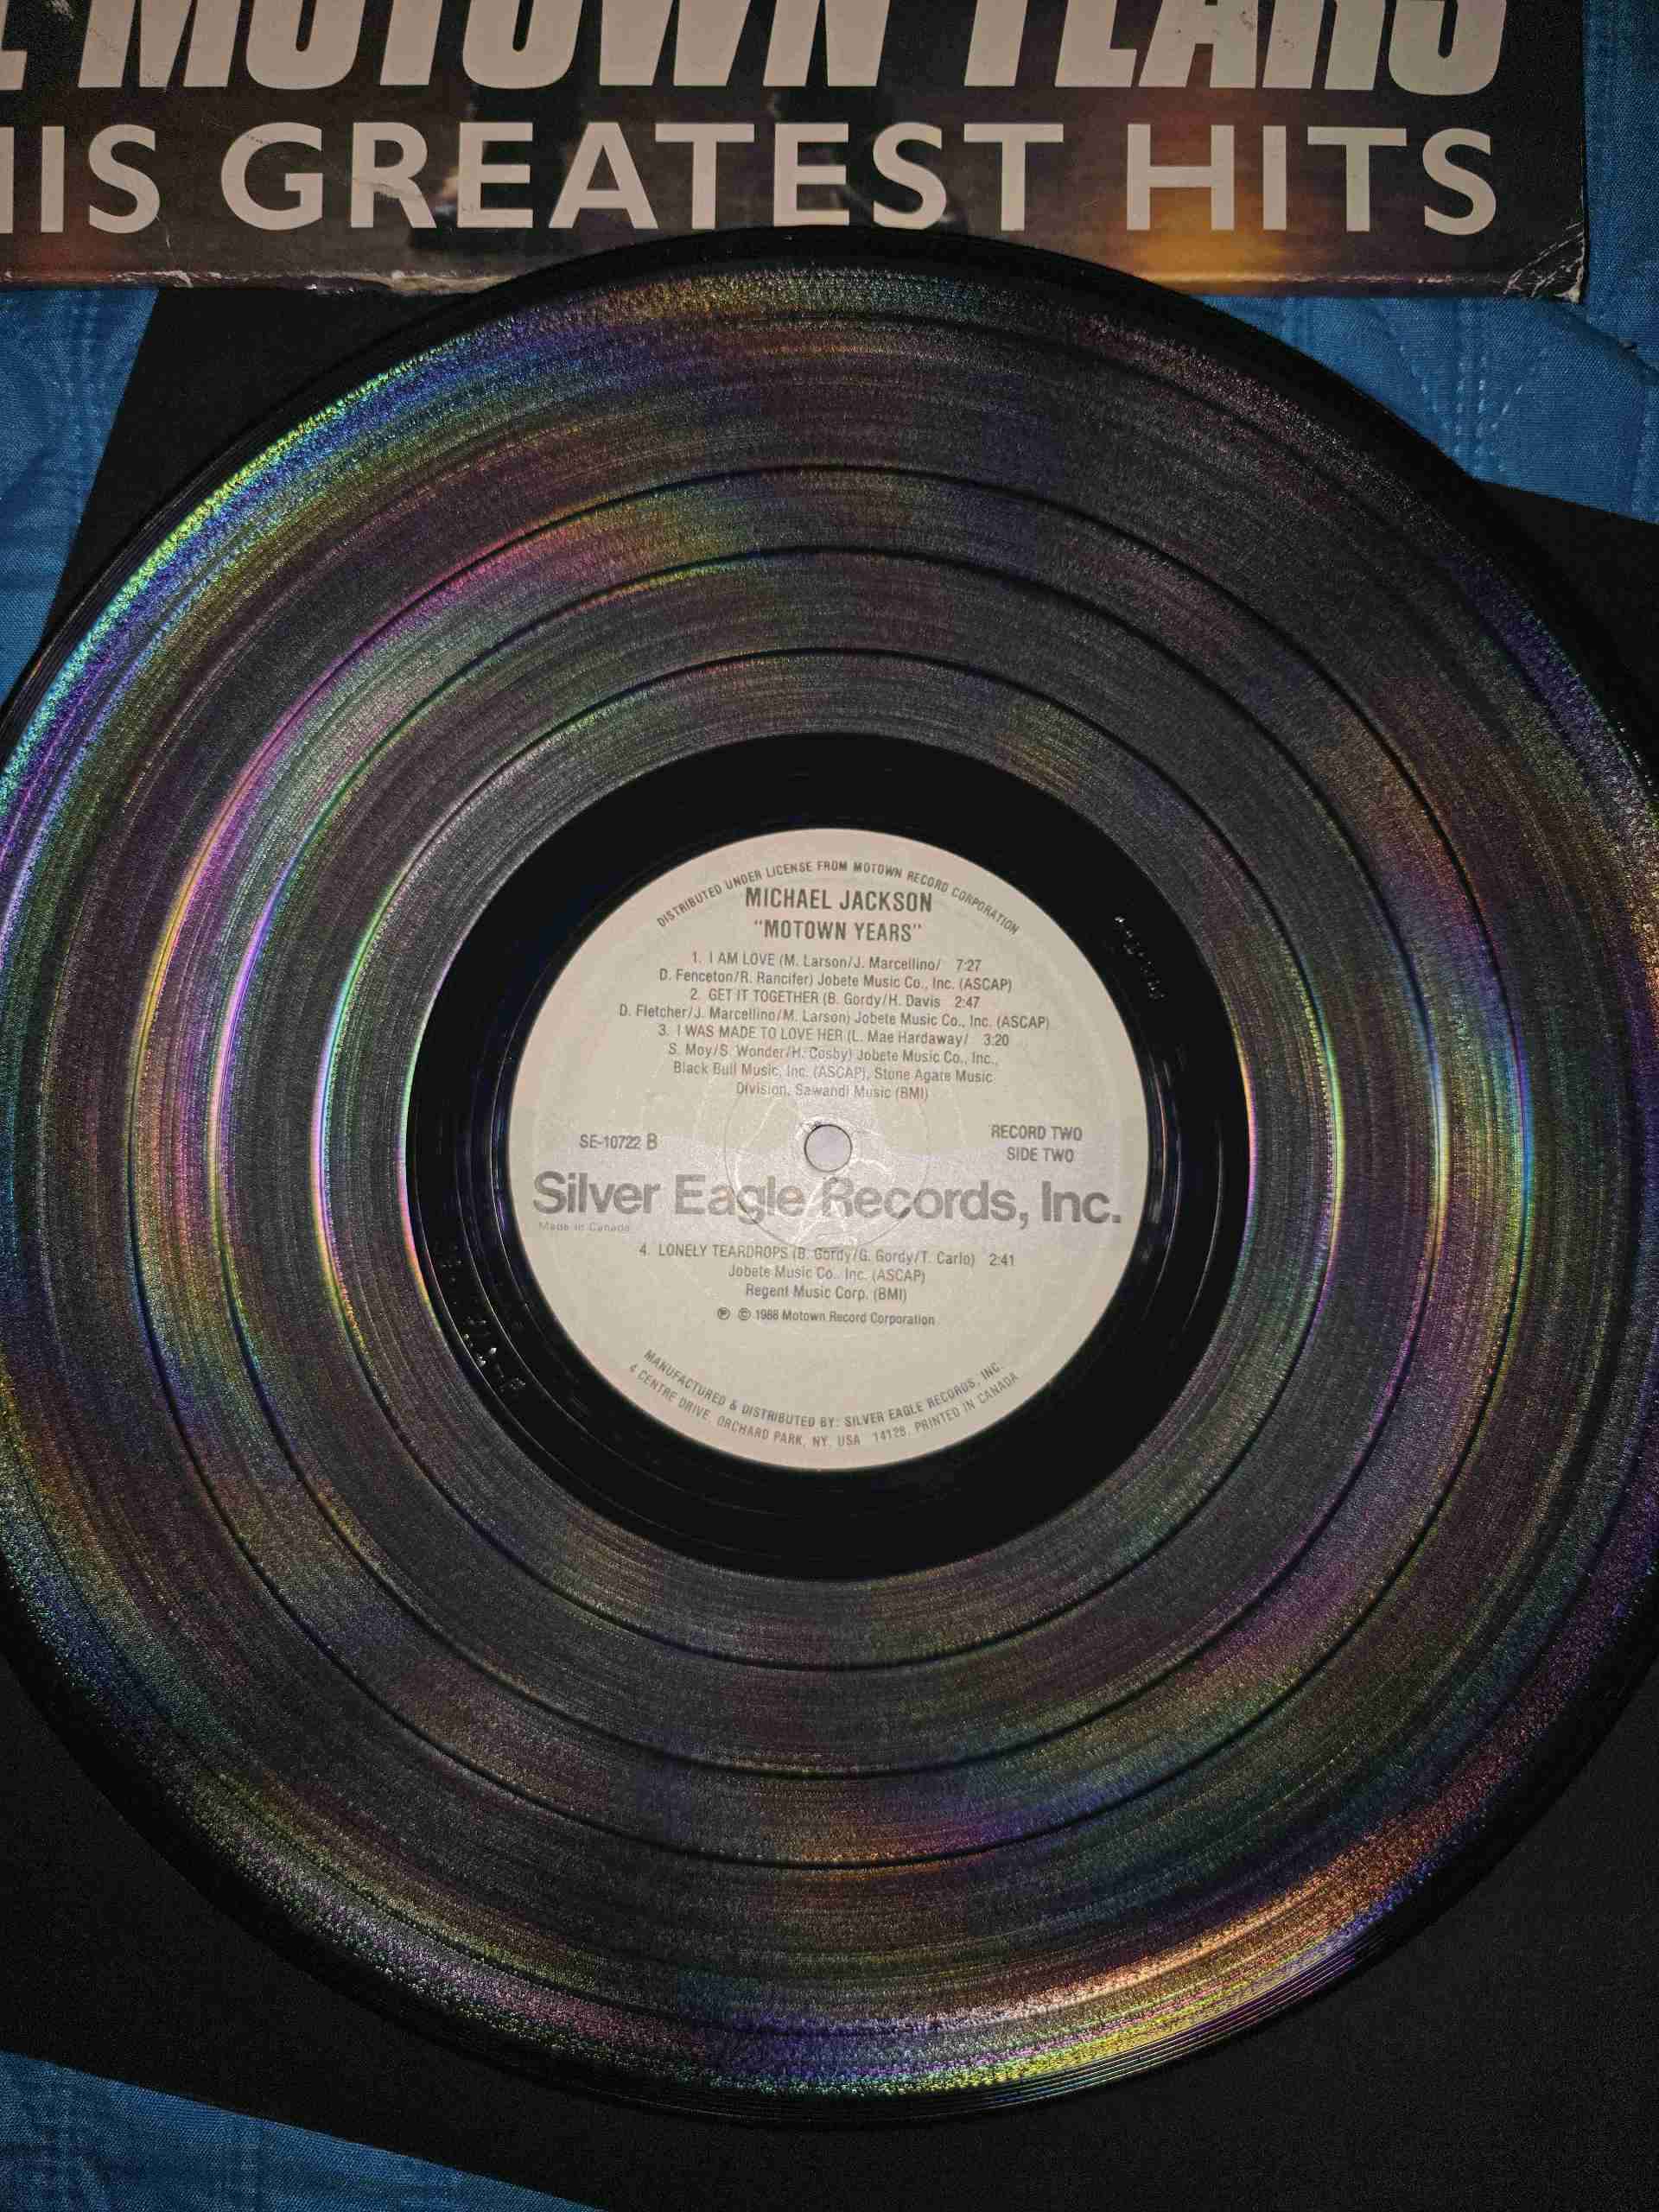 MOTOWN YEARS
HIS GREATEST HITS
DISTRIBUTED UNDER LICENSE FROM MOTOWN RECORD CORPORATION
MICHAEL JACKSON
"MOTOWN YEARS"
1. I AM LOVE (M. Larson/J. Marcellino/ 7:27
D. Fenceton/R. Rancifer) Jobete Music Co., Inc. (ASCAP)
2. GET IT TOGETHER (B. Gordy/H. Davis 2:47
D. Fletcher/J. Marcellino/M. Larson) Jobete Music Co., Inc. (ASCAP)
3. I WAS MADE TO LOVE HER (L. Mae Hardaway/ 3:20
S. Moy/S. Wonder/H. Cosby) Jobete Music Co., Inc.,
Black Bull Music, Inc. (ASCAP), Stone Agate Music
Division, Sawandi Music (BMI)
SE-10722 B
RECORD TWO
SIDE TWO
Silver Eagle Records, Inc.
Made in Canada
4. LONELY TEARDROPS (B. Gordy/G. Gordy/T. Carlo) 2:41
Jobete Music Co., Inc. (ASCAP)
Regent Music Corp. (BMI)
℗ © 1988 Motown Record Corporation
MANUFACTURED & DISTRIBUTED BY: SILVER EAGLE RECORDS, INC.
4 CENTRE DRIVE, ORCHARD PARK, NY, USA 14128. PRINTED IN CANADA